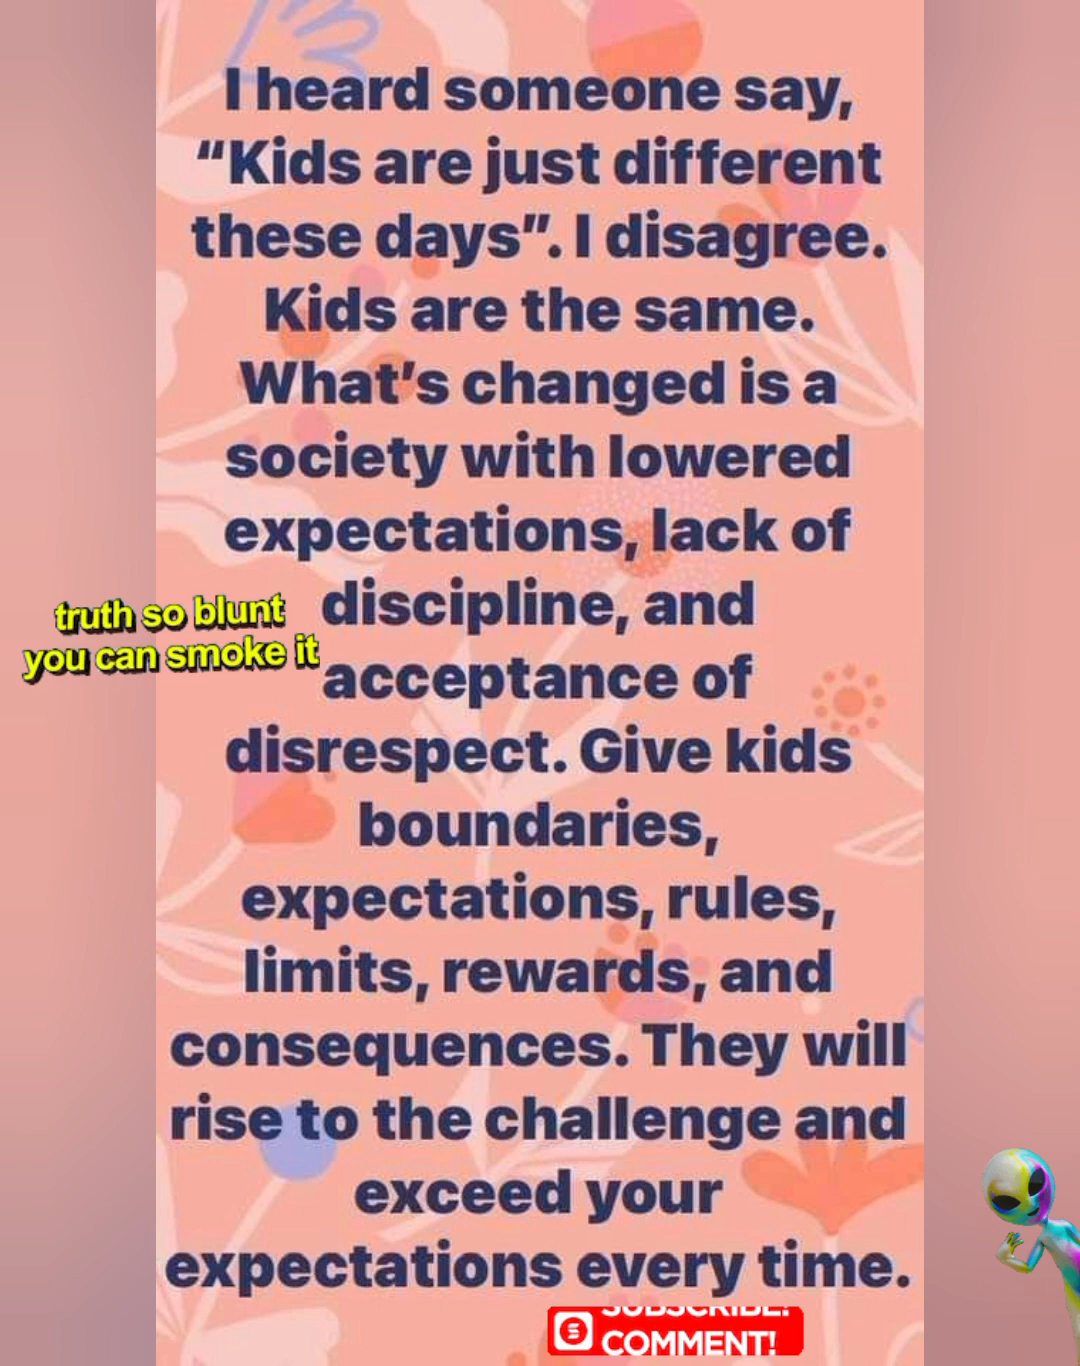 I heard someone say,
“Kids are just different
these days”. I disagree.
Kids are the same.
What's changed is a
society with lowered
expectations, lack of
discipline, and
acceptance of
disrespect. Give kids
boundaries,
expectations, rules,
limits, rewards, and
consequences. They will
rise to the challenge and
exceed your
expectations every time.
truth so blunt
you can smoke it
SUBSCRIBE!
COMMENT!